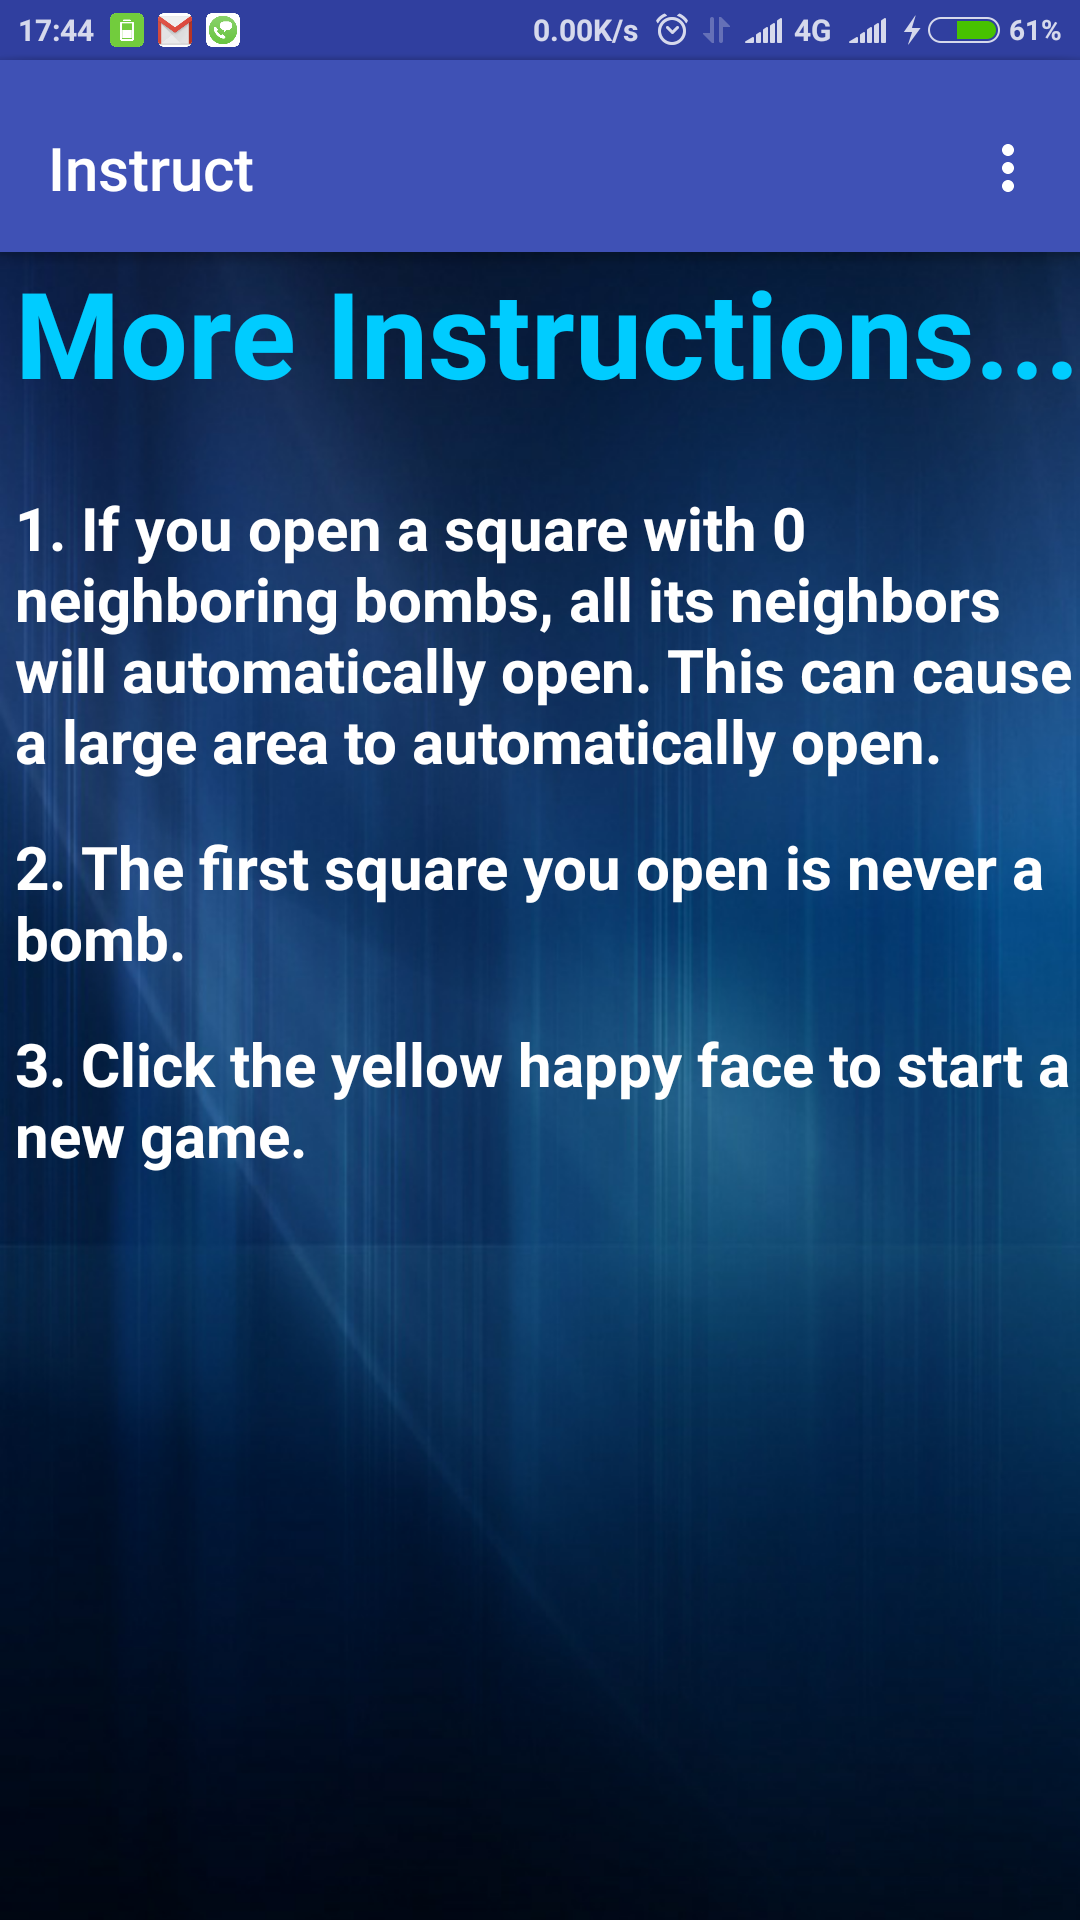 17:44 0.00K/s 4G 61%
Instruct
More Instructions...
1. If you open a square with 0
neighboring bombs, all its neighbors
will automatically open. This can cause
a large area to automatically open.
2. The first square you open is never a
bomb.
3. Click the yellow happy face to start a
new game.